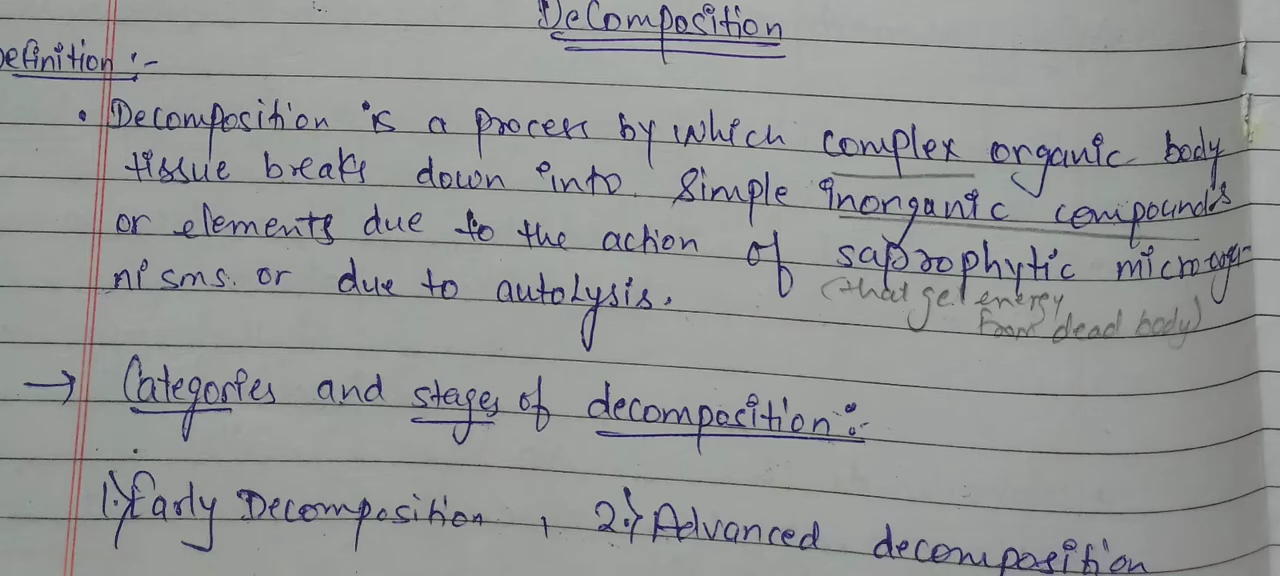 Decomposition
Definition :-
• Decomposition is a process by which complex organic body
tissue breaks down into simple inorganic compounds
or elements due to the action of saprophytic microorga-
nisms. or due to autolysis.
(that get energy
from dead body)
→ Categories and stages of decomposition :-
1.) Early Decomposition , 2.) Advanced decomposition